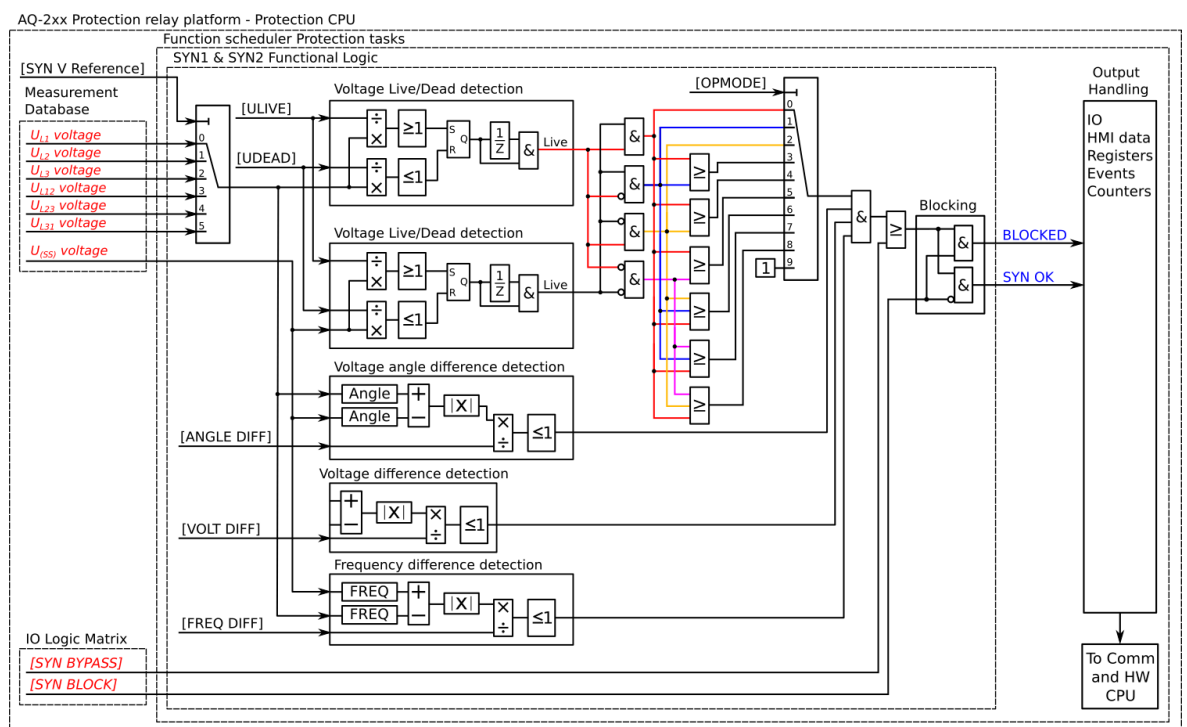 AQ-2xx Protection relay platform - Protection CPU
Function scheduler Protection tasks
SYN1 & SYN2 Functional Logic
[SYN V Reference]
Measurement
Database
UL1 voltage
UL2 voltage
UL3 voltage
UL12 voltage
UL23 voltage
UL31 voltage
U(SS) voltage
0
1
2
3
4
5
[ULIVE]
[UDEAD]
Voltage Live/Dead detection
÷
×
≥1
÷
×
≤1
S
Q
R
1
Z
&
Live
Voltage Live/Dead detection
÷
×
≥1
÷
×
≤1
S
Q
R
1
Z
&
Live
&
&
&
&
≥
≥
≥
≥
≥
≥
[OPMODE]
0
1
2
3
4
5
6
7
8
9
1
&
≥
Blocking
&
&
BLOCKED
SYN OK
Output
Handling
IO
HMI data
Registers
Events
Counters
To Comm
and HW
CPU
Voltage angle difference detection
Angle
Angle
+
−
|X|
×
÷
≤1
[ANGLE DIFF]
Voltage difference detection
+
−
|X|
×
÷
≤1
[VOLT DIFF]
Frequency difference detection
FREQ
FREQ
+
−
|X|
×
÷
≤1
[FREQ DIFF]
IO Logic Matrix
[SYN BYPASS]
[SYN BLOCK]